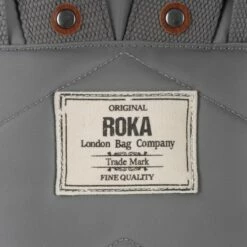 ORIGINAL
ROKA
London Bag Company
Trade Mark
FINE QUALITY